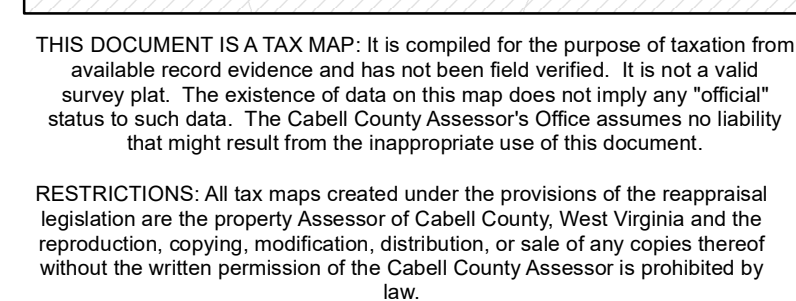 THIS DOCUMENT IS A TAX MAP: It is compiled for the purpose of taxation from
available record evidence and has not been field verified.  It is not a valid
survey plat.  The existence of data on this map does not imply any "official"
status to such data.  The Cabell County Assessor's Office assumes no liability
that might result from the inappropriate use of this document.
RESTRICTIONS: All tax maps created under the provisions of the reappraisal
legislation are the property Assessor of Cabell County, West Virginia and the
reproduction, copying, modification, distribution, or sale of any copies thereof
without the written permission of the Cabell County Assessor is prohibited by
law.